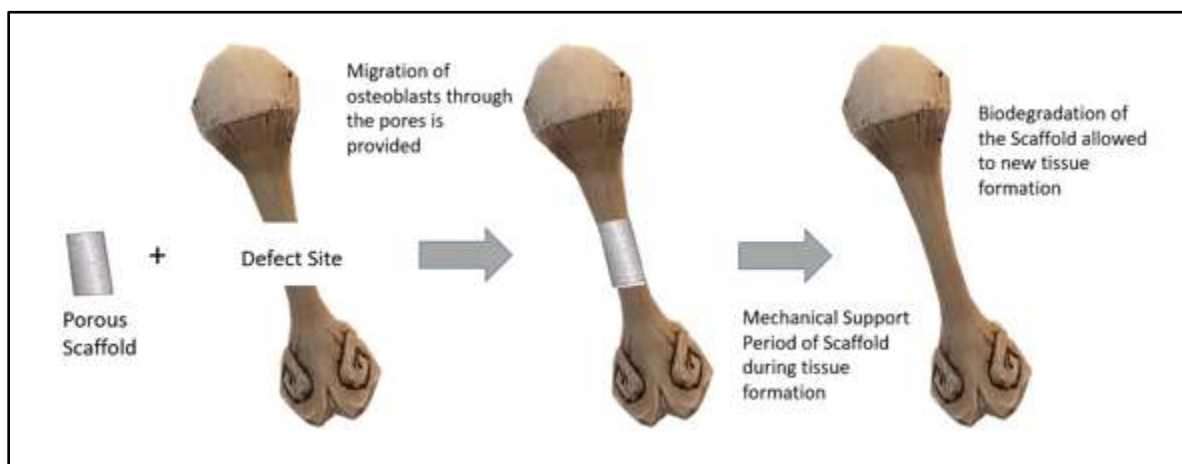 Migration of
osteoblasts through
the pores is
provided
Biodegradation of
the Scaffold allowed
to new tissue
formation
+
Defect Site
Porous
Scaffold
Mechanical Support
Period of Scaffold
during tissue
formation